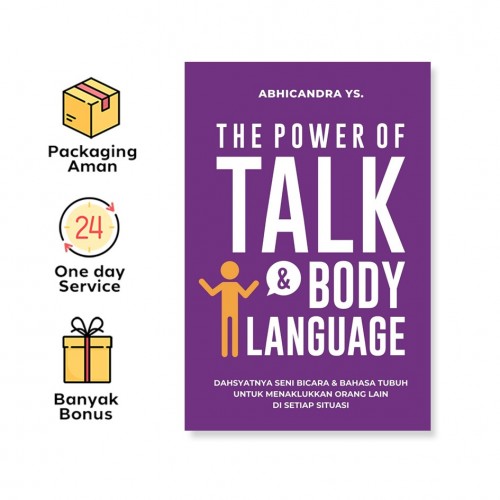 Packaging
Aman
24
One day
Service
Banyak
Bonus
ABHICANDRA YS.
THE POWER OF
TALK
& BODY
LANGUAGE
DAHSYATNYA SENI BICARA & BAHASA TUBUH
UNTUK MENAKLUKKAN ORANG LAIN
DI SETIAP SITUASI